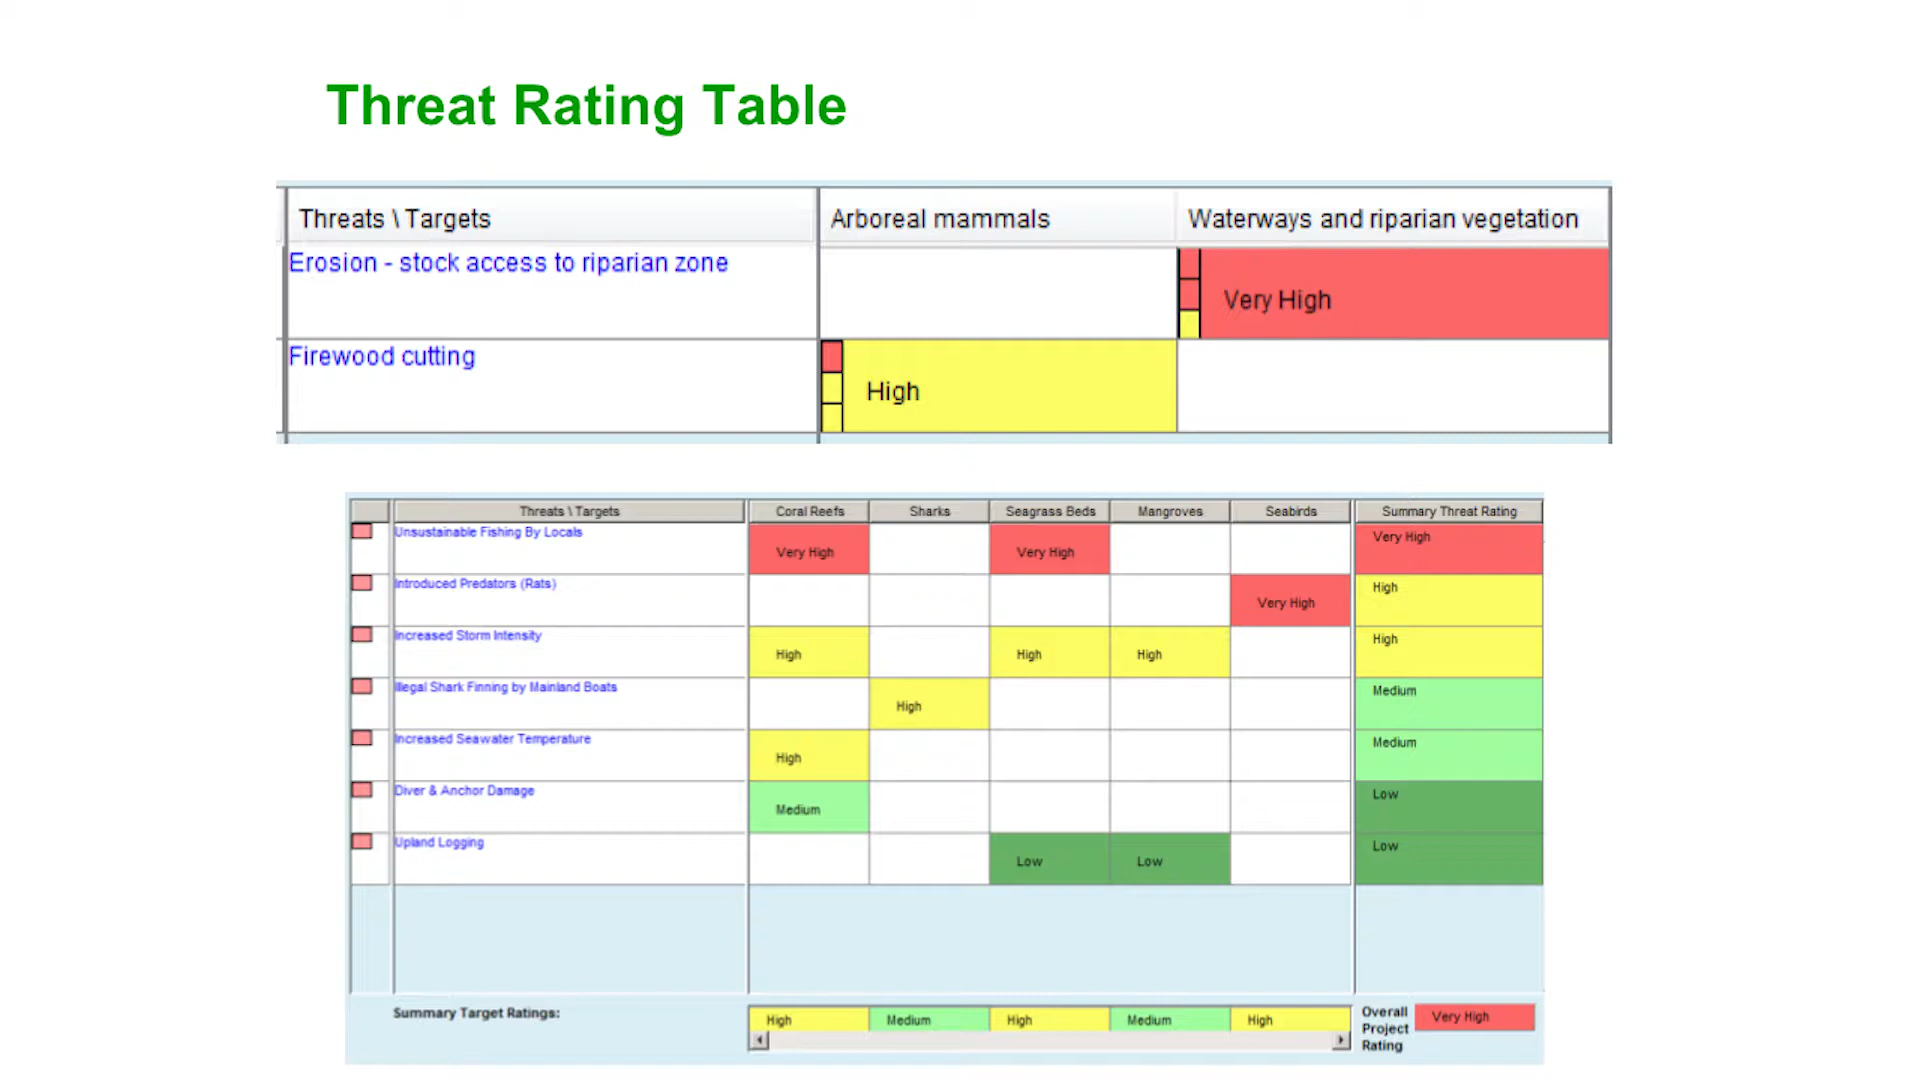 Threat Rating Table
Threats \ Targets Arboreal mammals Waterways and riparian vegetation
Erosion - stock access to riparian zone
Very High
Firewood cutting
High
Threats \ Targets Coral Reefs Sharks Seagrass Beds Mangroves Seabirds Summary Threat Rating
Unsustainable Fishing By Locals Very High Very High Very High
Introduced Predators (Rats) Very High High
Increased Storm Intensity High High High High
Illegal Shark Finning by Mainland Boats High Medium
Increased Seawater Temperature High Medium
Diver & Anchor Damage Medium Low
Upland Logging Low Low Low
Summary Target Ratings: High Medium High Medium High
Overall Project Rating Very High